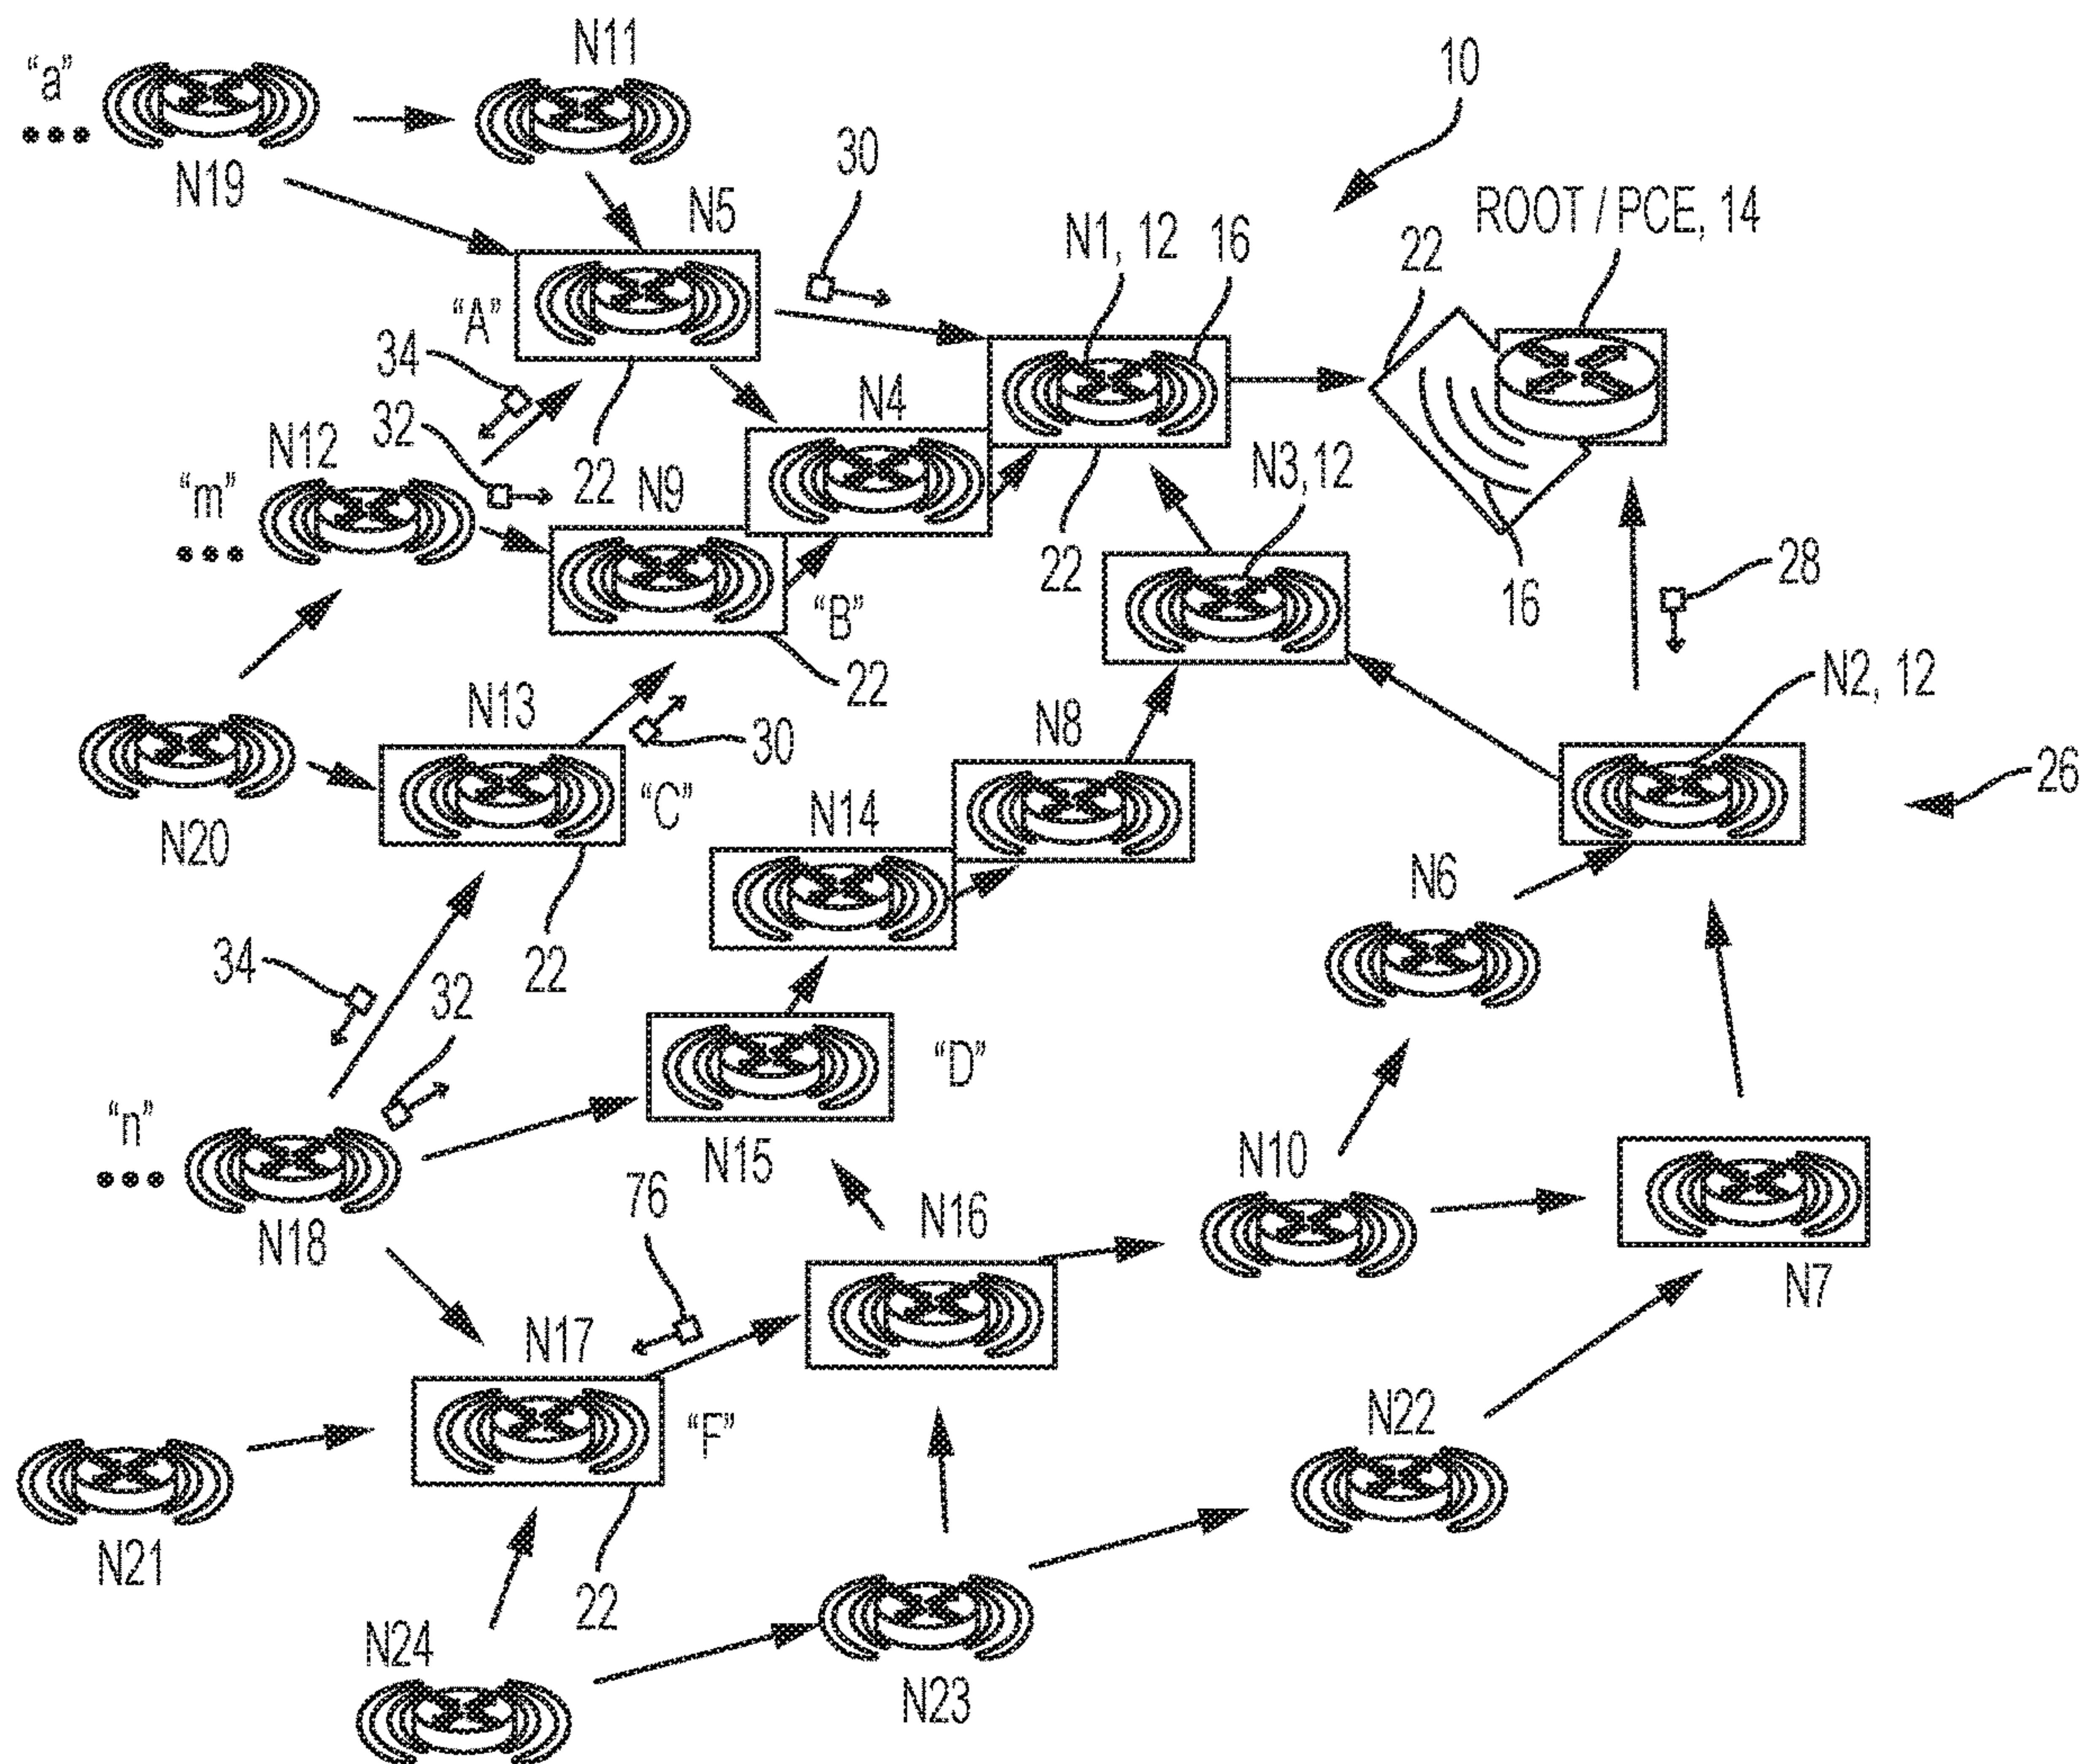 N11
10
“a”
30
N19
N5
ROOT / PCE, 14
N1, 12
16
22
“A”
34
N4
32
N12
22
N9
N3, 12
“m”
22
16
28
“B”
22
N2, 12
N13
30
N8
26
“C”
N14
N20
N6
34
32
22
“D”
“n”
N15
N10
76
N16
N18
N7
N17
“F”
N22
N21
22
N24
N23